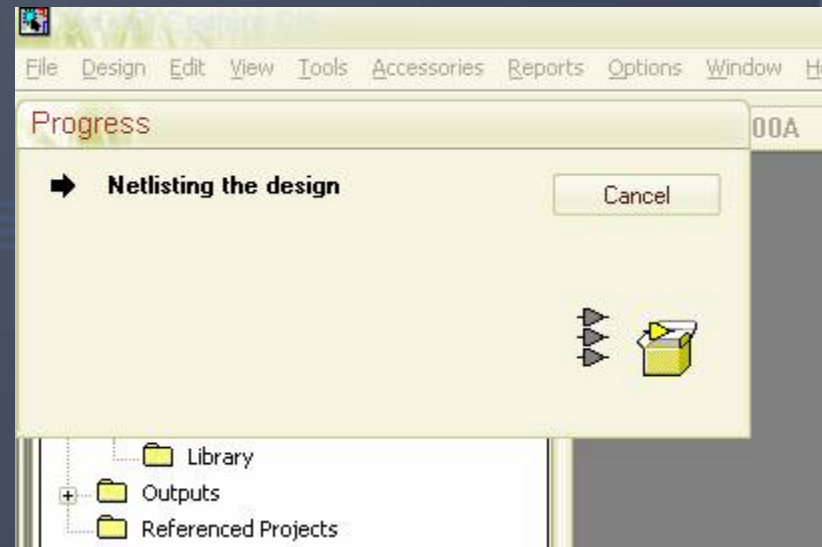 File Design Edit View Tools Accessories Reports Options Window
Progress
00A
Netlisting the design
Cancel
Library
Outputs
Referenced Projects